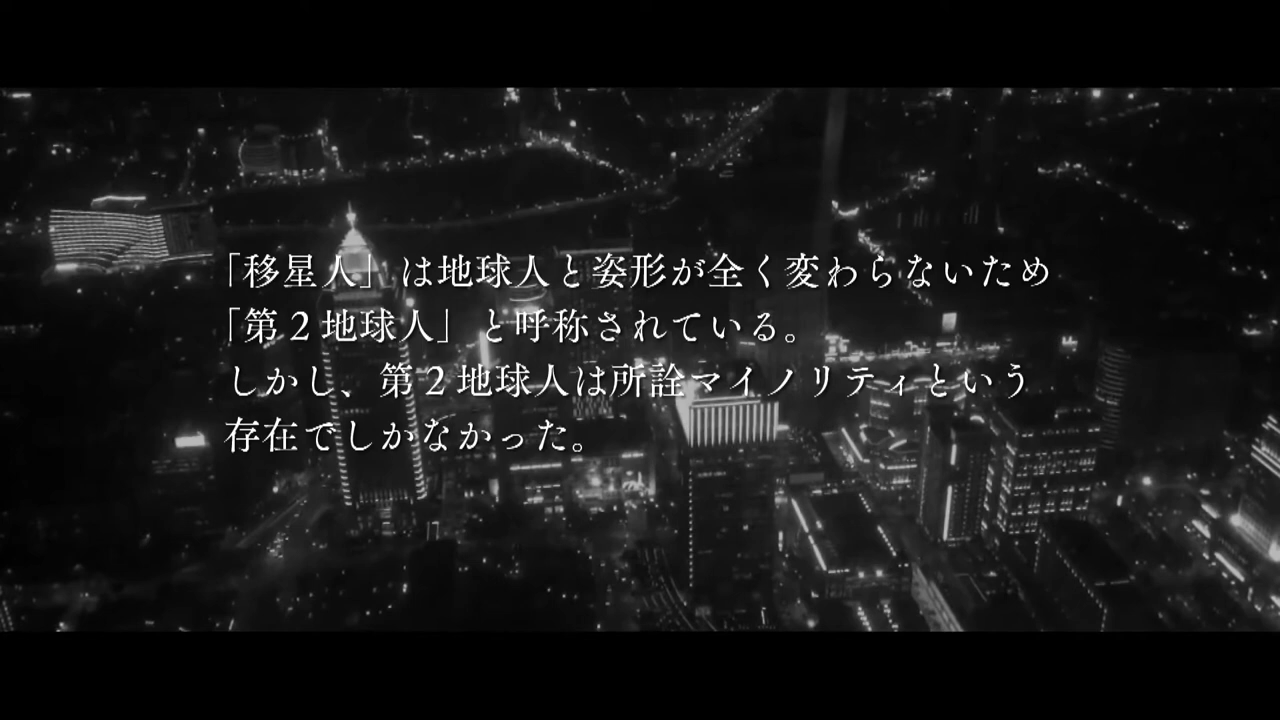 「移星人」は地球人と姿形が全く変わらないため
「第２地球人」と呼称されている。
しかし、第２地球人は所詮マイノリティという
存在でしかなかった。